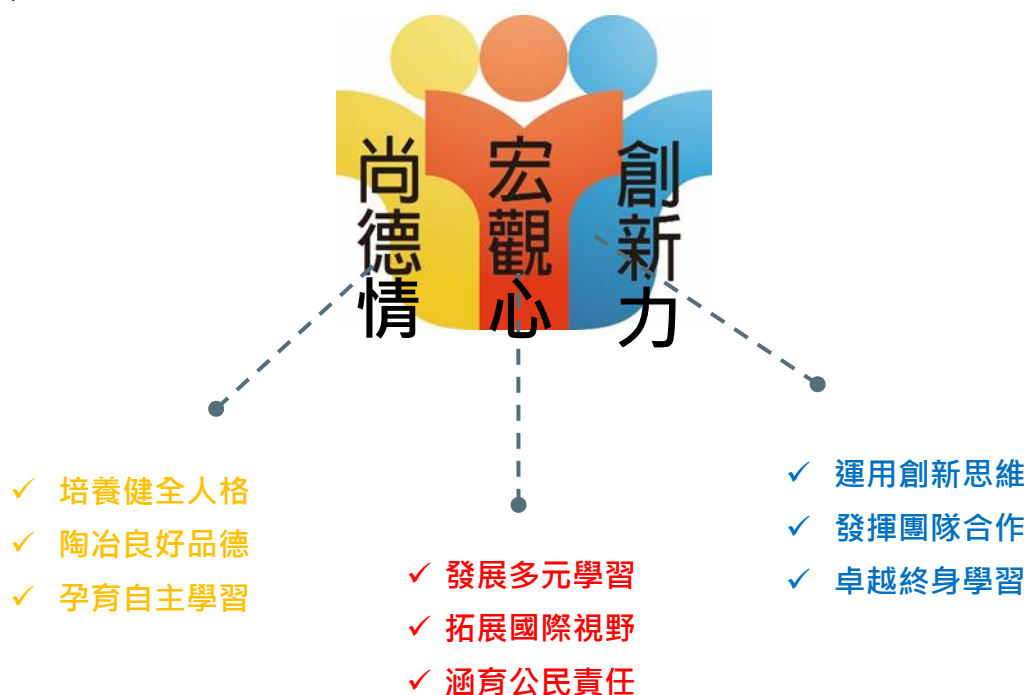 尚德情
宏觀心
創新力
✓ 培養健全人格
✓ 陶冶良好品德
✓ 孕育自主學習
✓ 發展多元學習
✓ 拓展國際視野
✓ 涵育公民責任
✓ 運用創新思維
✓ 發揮團隊合作
✓ 卓越終身學習